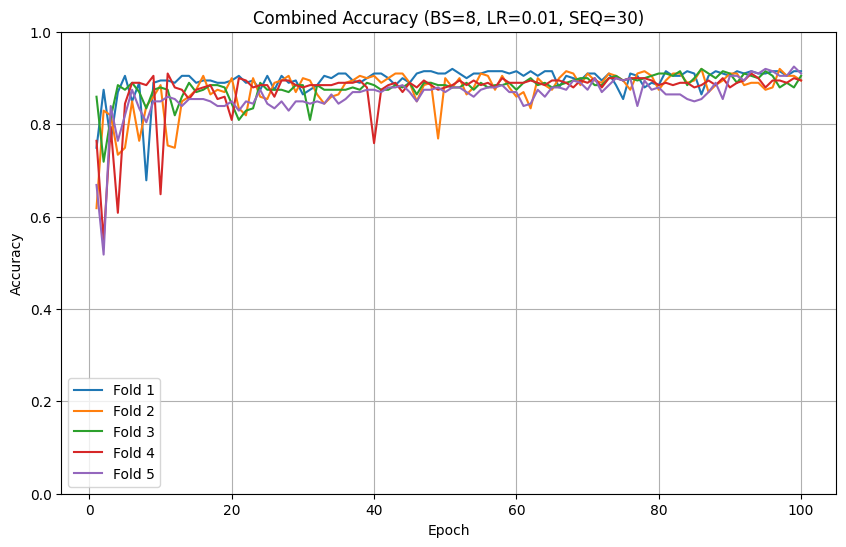 Combined Accuracy (BS=8, LR=0.01, SEQ=30)
1.0
0.8
0.6
0.4
0.2
0.0
Accuracy
Fold 1
Fold 2
Fold 3
Fold 4
Fold 5
0 20 40 60 80 100
Epoch